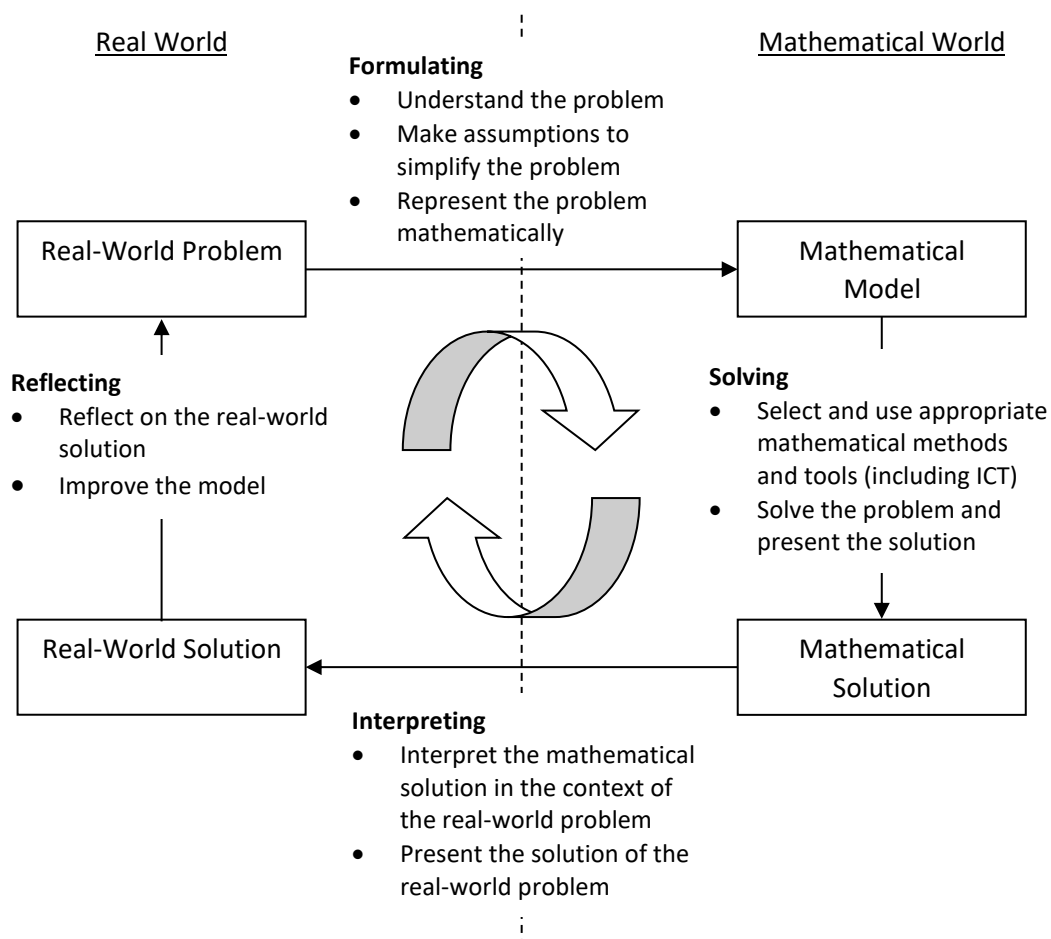 Real World
Mathematical World
Formulating
• Understand the problem
• Make assumptions to
simplify the problem
• Represent the problem
mathematically
Real-World Problem
Mathematical
Model
Reflecting
• Reflect on the real-world
solution
• Improve the model
Solving
• Select and use appropriate
mathematical methods
and tools (including ICT)
• Solve the problem and
present the solution
Real-World Solution
Mathematical
Solution
Interpreting
• Interpret the mathematical
solution in the context of
the real-world problem
• Present the solution of the
real-world problem